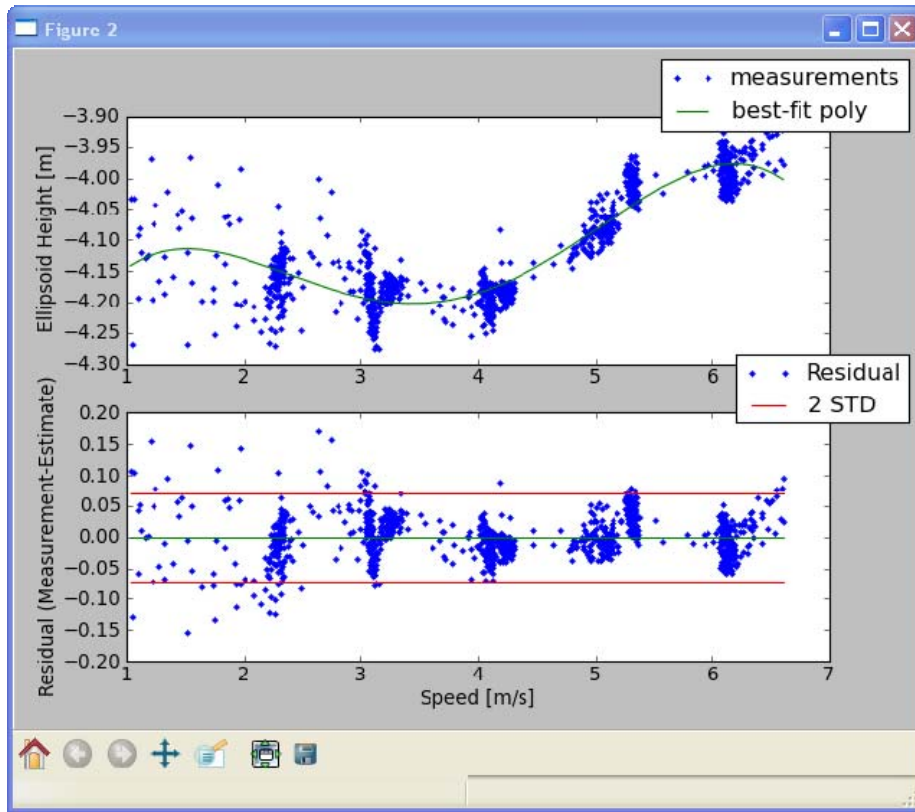 Figure 2
measurements
best-fit poly
Ellipsoid Height [m]
−3.90
−3.95
−4.00
−4.05
−4.10
−4.15
−4.20
−4.25
−4.30
1 2 3 4 5 6
Residual
2 STD
Residual (Measurement-Estimate)
0.20
0.15
0.10
0.05
0.00
−0.05
−0.10
−0.15
−0.20
1 2 3 4 5 6 7
Speed [m/s]